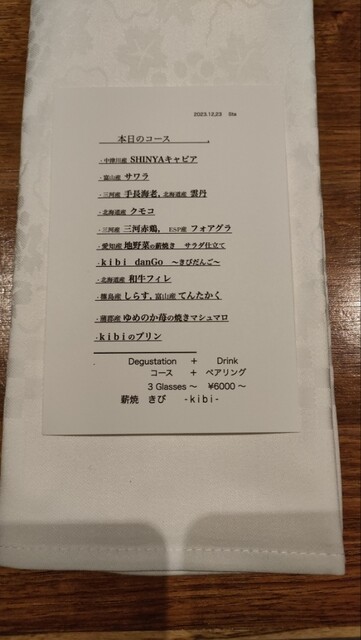 2023.12.23 Sta
本日のコース .
・中津川産 SHINYAキャビア
・富山産 サワラ
・三河産 手長海老, 北海道産 雲丹
・北海道産 クモコ
・三河産 三河赤鶏, ESP産 フォアグラ
・愛知産 地野菜の薪焼き サラダ仕立て
・kibi danGo ～きびだんご～
・北海道産 和牛フィレ
・篠島産 しらす, 富山産 てんたかく
・蒲郡産 ゆめのか苺の焼きマシュマロ
・kibiのプリン
Degustation + Drink
コース + ペアリング
3 Glasses ～ ¥6000 ～
薪焼 きび -kibi-